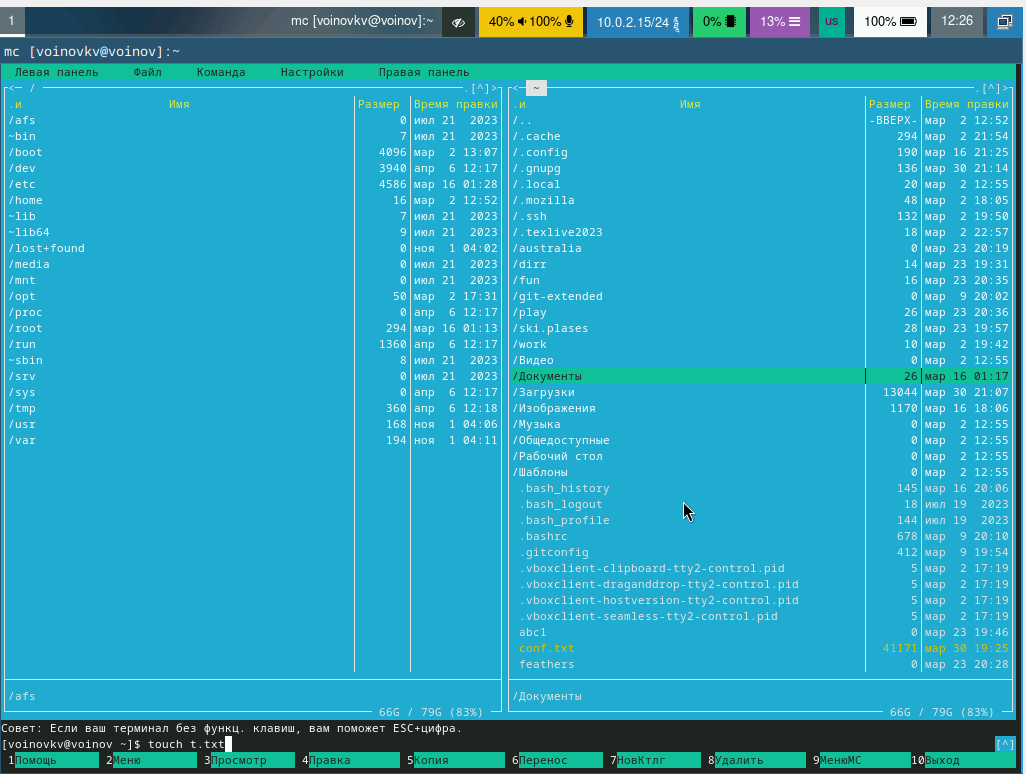 1 mc [voinovkv@voinov]:~ 40% 100% 10.0.2.15/24 0% 13% us 100% 12:26
mc [voinovkv@voinov]:~
Левая панель Файл Команда Настройки Правая панель
<─ / .[^]> <─ ~ .[^]>
.и Имя Размер Время правки .и Имя Размер Время правки
/afs 0 июл 21 2023 /.. -ВВЕРХ- мар 2 12:52
~bin 7 июл 21 2023 /.cache 294 мар 2 21:54
/boot 4096 мар 2 13:07 /.config 190 мар 16 21:25
/dev 3940 апр 6 12:17 /.gnupg 136 мар 30 21:14
/etc 4586 мар 16 01:28 /.local 20 мар 2 12:55
/home 16 мар 2 12:52 /.mozilla 48 мар 2 18:05
~lib 7 июл 21 2023 /.ssh 132 мар 2 19:50
~lib64 9 июл 21 2023 /.texlive2023 18 мар 2 22:57
/lost+found 0 ноя 1 04:02 /australia 0 мар 23 20:19
/media 0 июл 21 2023 /dirr 14 мар 23 19:31
/mnt 0 июл 21 2023 /fun 16 мар 23 20:35
/opt 50 мар 2 17:31 /git-extended 0 мар 9 20:02
/proc 0 апр 6 12:17 /play 26 мар 23 20:36
/root 294 мар 16 01:13 /ski.plases 28 мар 23 19:57
/run 1360 апр 6 12:17 /work 10 мар 2 19:42
~sbin 8 июл 21 2023 /Видео 0 мар 2 12:55
/srv 0 июл 21 2023 /Документы 26 мар 16 01:17
/sys 0 апр 6 12:17 /Загрузки 13044 мар 30 21:07
/tmp 360 апр 6 12:18 /Изображения 1170 мар 16 18:06
/usr 168 ноя 1 04:06 /Музыка 0 мар 2 12:55
/var 194 ноя 1 04:11 /Общедоступные 0 мар 2 12:55
/Рабочий стол 0 мар 2 12:55
/Шаблоны 0 мар 2 12:55
.bash_history 145 мар 16 20:06
.bash_logout 18 июл 19 2023
.bash_profile 144 июл 19 2023
.bashrc 678 мар 9 20:10
.gitconfig 412 мар 9 19:54
.vboxclient-clipboard-tty2-control.pid 5 мар 2 17:19
.vboxclient-draganddrop-tty2-control.pid 5 мар 2 17:19
.vboxclient-hostversion-tty2-control.pid 5 мар 2 17:19
.vboxclient-seamless-tty2-control.pid 5 мар 2 17:19
abc1 0 мар 23 19:46
conf.txt 41171 мар 30 19:25
feathers 0 мар 23 20:28
/afs /Документы
66G / 79G (83%) 66G / 79G (83%)
Совет: Если ваш терминал без функц. клавиш, вам поможет ESC+цифра.
[voinovkv@voinov ~]$ touch t.txt [^]
1Помощь 2Меню 3Просмотр 4Правка 5Копия 6Перенос 7НовКтлг 8Удалить 9МенюMC 10Выход